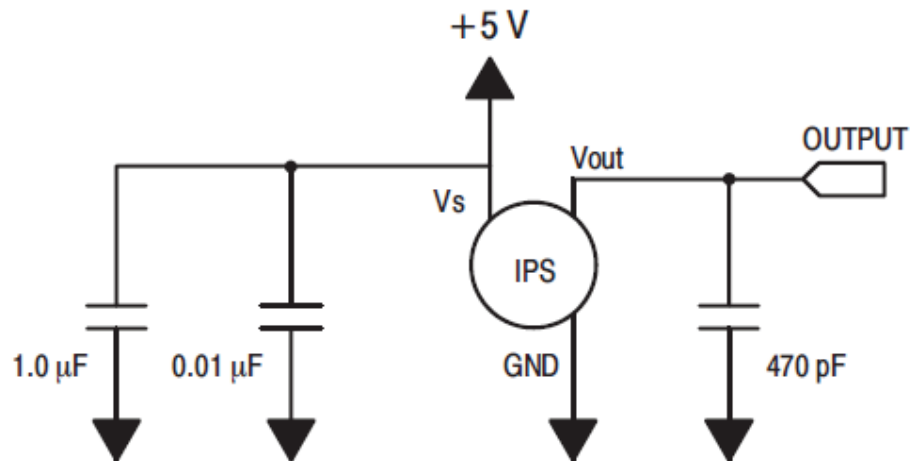 +5 V
OUTPUT
Vout
Vs
IPS
1.0 μF
0.01 μF
GND
470 pF